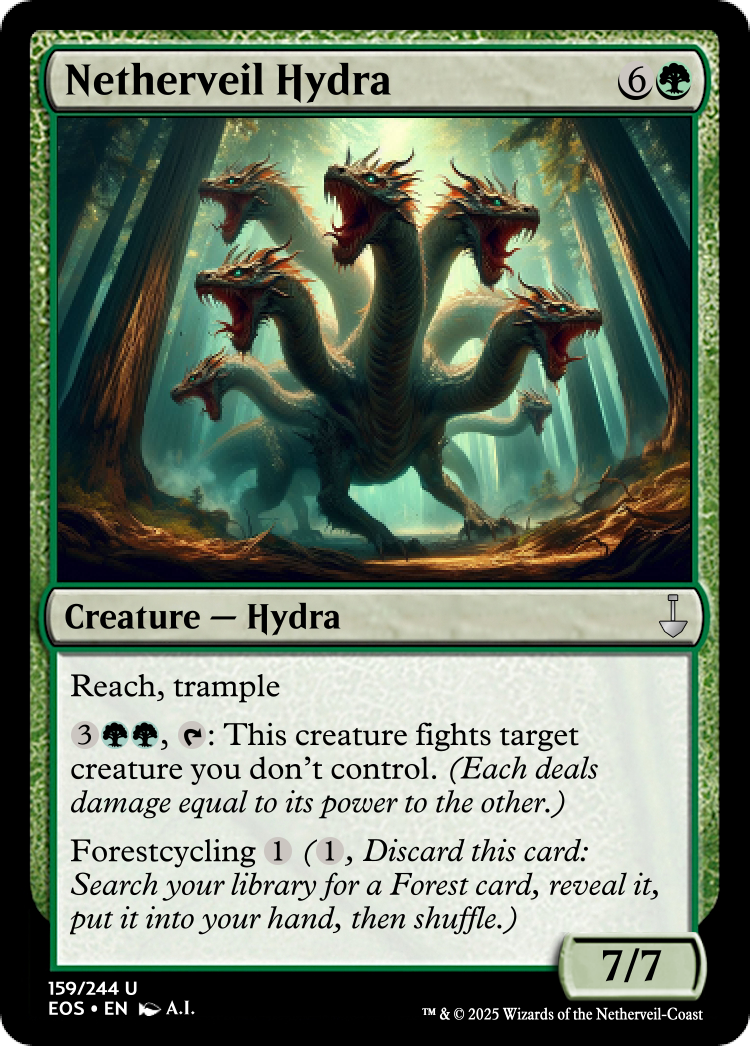 Netherveil Hydra 6
Creature — Hydra
Reach, trample
3, : This creature fights target
creature you don't control. (Each deals
damage equal to its power to the other.)
Forestcycling 1 (1, Discard this card:
Search your library for a Forest card, reveal it,
put it into your hand, then shuffle.)
7/7
159/244 U
EOS • EN A.I.
™ & © 2025 Wizards of the Netherveil-Coast